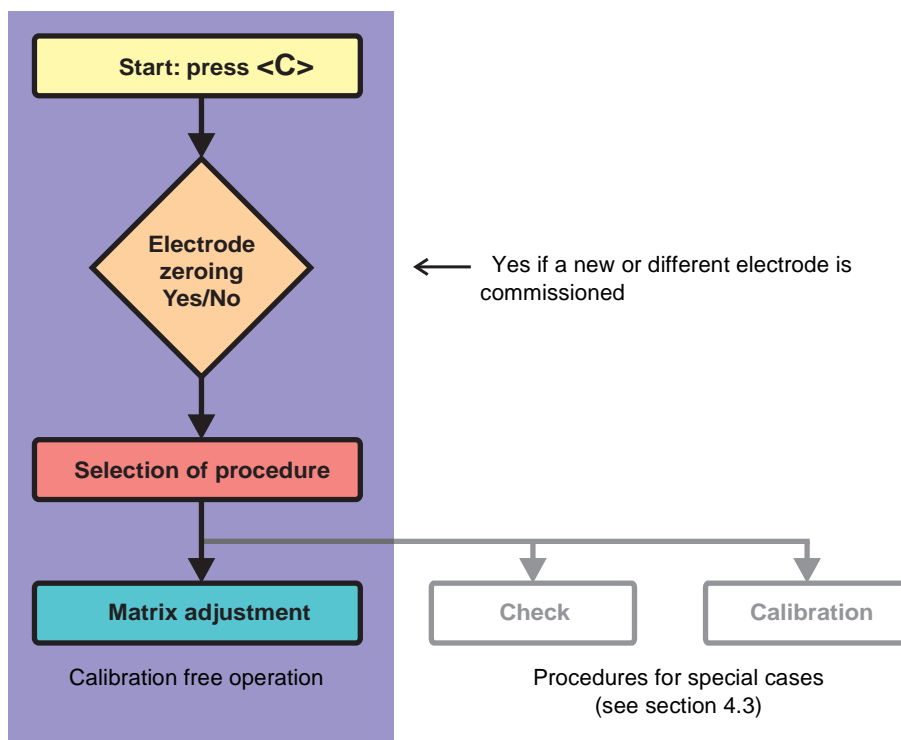 Start: press <C>
Electrode
zeroing
Yes/No
Yes if a new or different electrode is
commissioned
Selection of procedure
Matrix adjustment
Check
Calibration
Calibration free operation
Procedures for special cases
(see section 4.3)